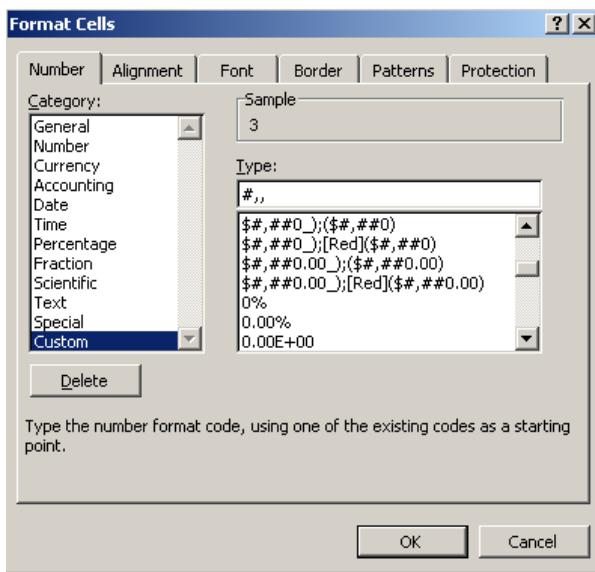 Format Cells
Number Alignment Font Border Patterns Protection
Category:
General
Number
Currency
Accounting
Date
Time
Percentage
Fraction
Scientific
Text
Special
Custom
Sample
3
Type:
#,,
$#,##0_);($#,##0)
$#,##0_);[Red]($#,##0)
$#,##0.00_);($#,##0.00)
$#,##0.00_);[Red]($#,##0.00)
0%
0.00%
0.00E+00
Delete
Type the number format code, using one of the existing codes as a starting
point.
OK Cancel